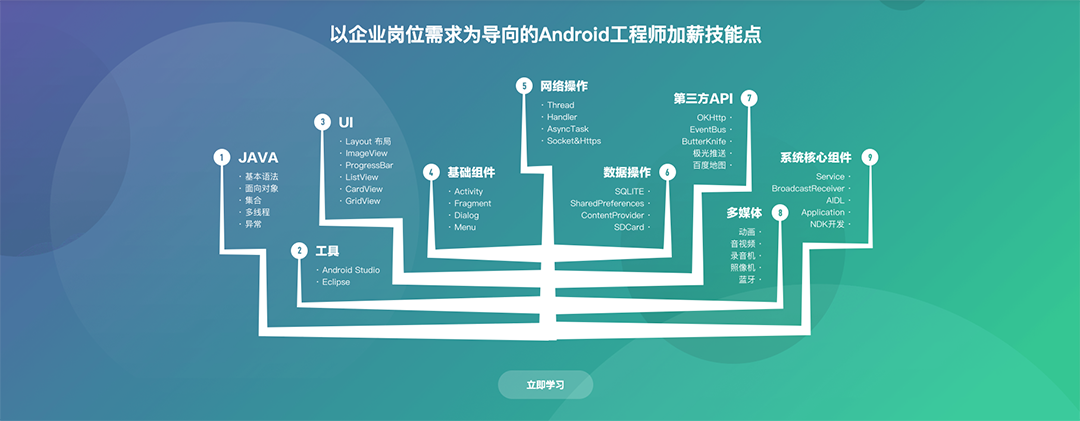 以企业岗位需求为导向的Android工程师加薪技能点
1 JAVA
· 基本语法
· 面向对象
· 集合
· 多线程
· 异常
2 工具
· Android Studio
· Eclipse
3 UI
· Layout 布局
· ImageView
· ProgressBar
· ListView
· CardView
· GridView
4 基础组件
· Activity
· Fragment
· Dialog
· Menu
5 网络操作
· Thread
· Handler
· AsyncTask
· Socket&Https
数据操作 6
SQLITE ·
SharedPreferences ·
ContentProvider ·
SDCard ·
第三方API 7
OKHttp ·
EventBus ·
ButterKnife ·
极光推送 ·
百度地图 ·
多媒体 8
动画 ·
音视频 ·
录音机 ·
照像机 ·
蓝牙 ·
系统核心组件 9
Service ·
BroadcastReceiver ·
AIDL ·
Application ·
NDK开发 ·
立即学习